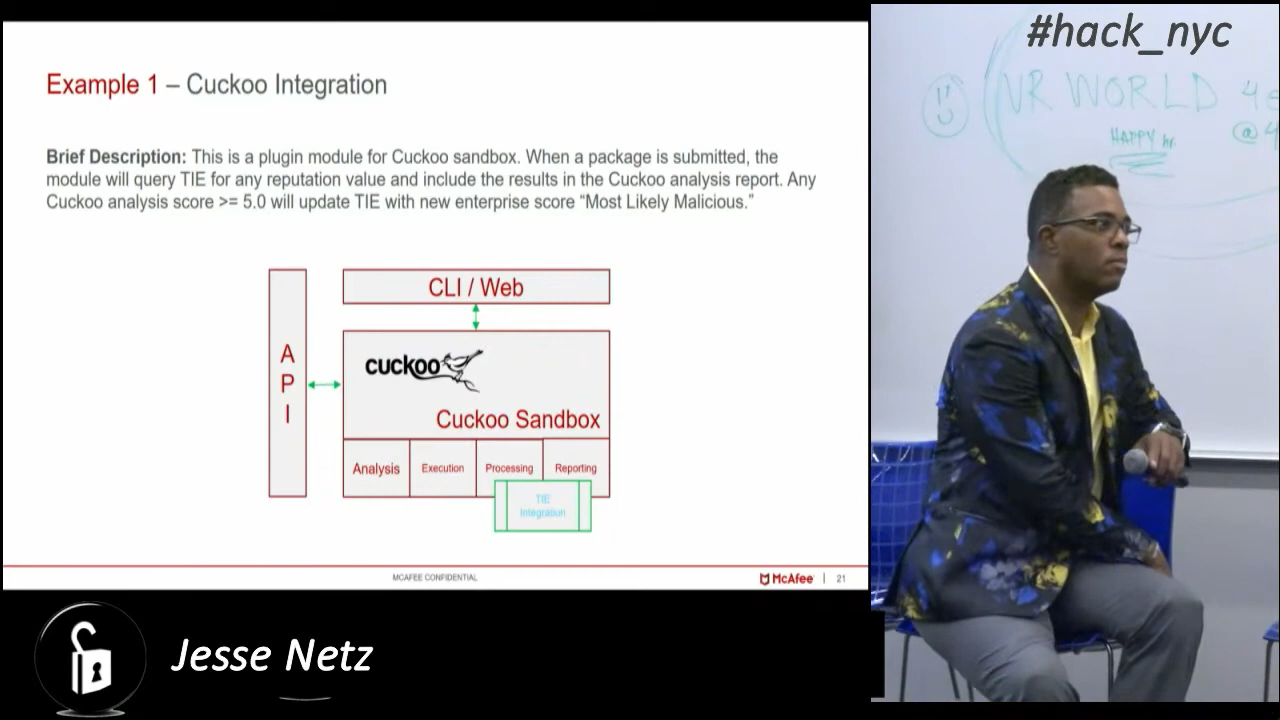 #hack_nyc
Example 1 – Cuckoo Integration
Brief Description: This is a plugin module for Cuckoo sandbox. When a package is submitted, the
module will query TIE for any reputation value and include the results in the Cuckoo analysis report. Any
Cuckoo analysis score >= 5.0 will update TIE with new enterprise score “Most Likely Malicious.”
CLI / Web
A
P
I
cuckoo
Cuckoo Sandbox
Analysis Execution Processing Reporting
TIE
Integration
MCAFEE CONFIDENTIAL
McAfee | 21
VR WORLD
HAPPY hr.
Jesse Netz